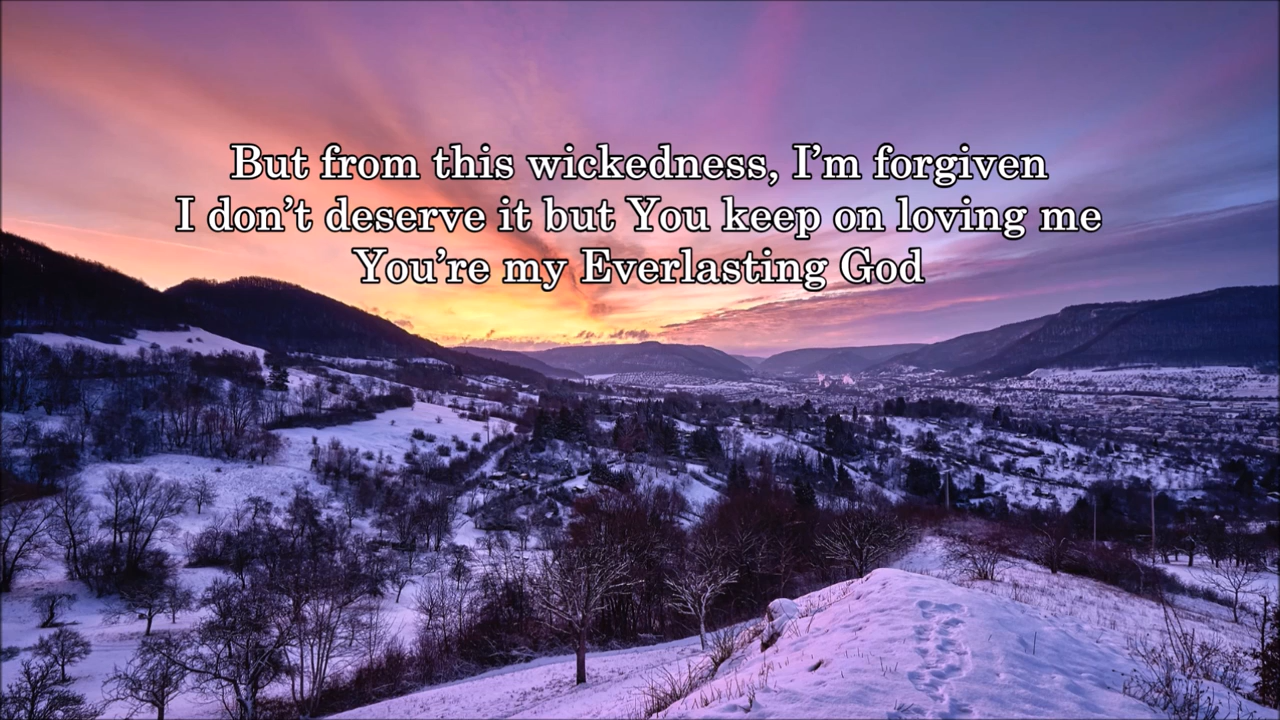 But from this wickedness, I’m forgiven
I don’t deserve it but You keep on loving me
You’re my Everlasting God